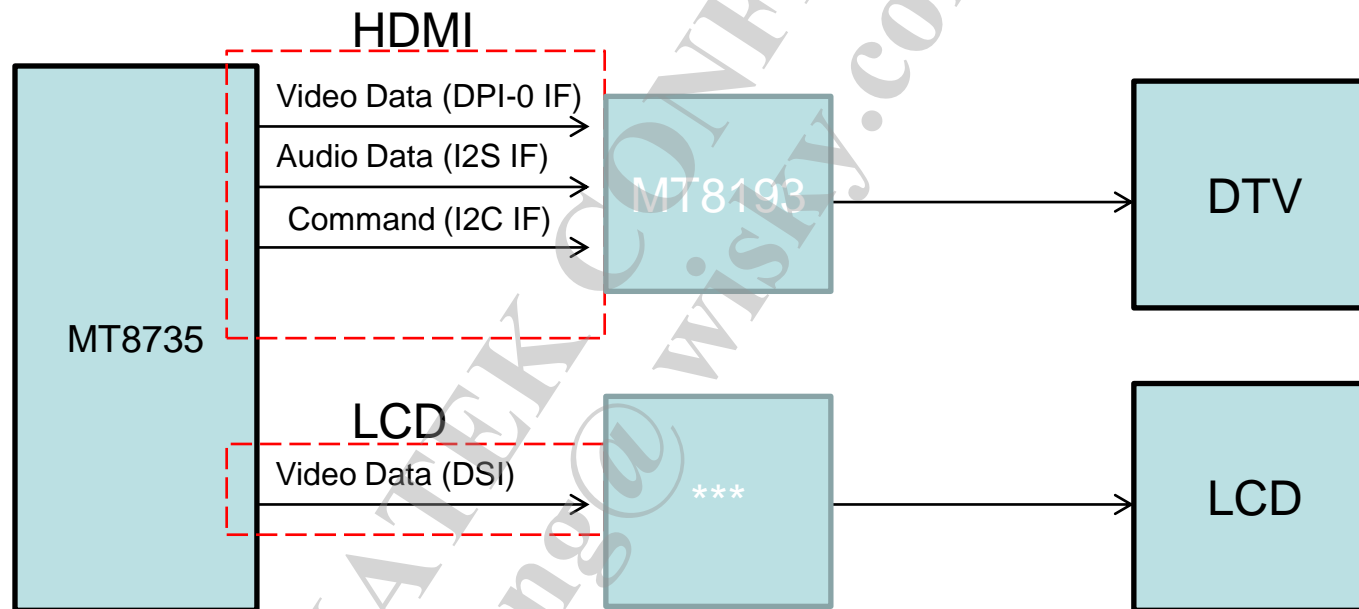 HDMI
Video Data (DPI-0 IF)
Audio Data (I2S IF)
Command (I2C IF)
MT8193
DTV
MT8735
LCD
Video Data (DSI)
***
LCD